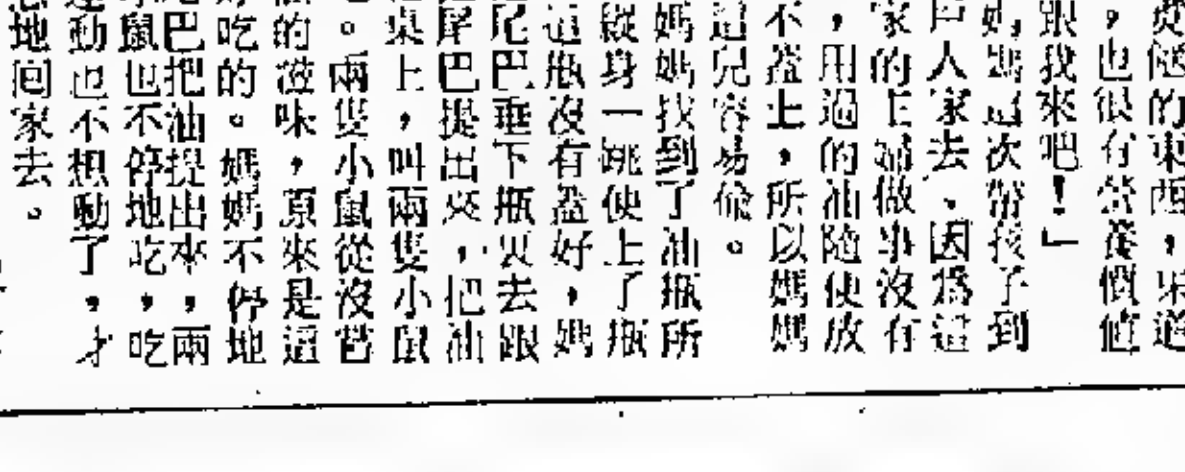 的東西，
，也很有營養價值
跟我來吧！」
媽媽這次帶孩子到
戶人家去、因爲這
家的主婦做事沒有
，用過的油隨便放
不蓋上，所以媽媽
這兒容易偷。
媽媽找到了油瓶所
縱身一跳便上了瓶
這瓶沒有蓋好，媽
尾巴垂下瓶裏去跟
尾巴提出來，把油
桌上，叫兩隻小鼠
。兩隻小鼠從沒嘗
的滋味，原來是這
好吃的。媽媽不停地
巴把油提出來，兩
鼠也不停地吃，吃
動也不想動了，才
地回家去。